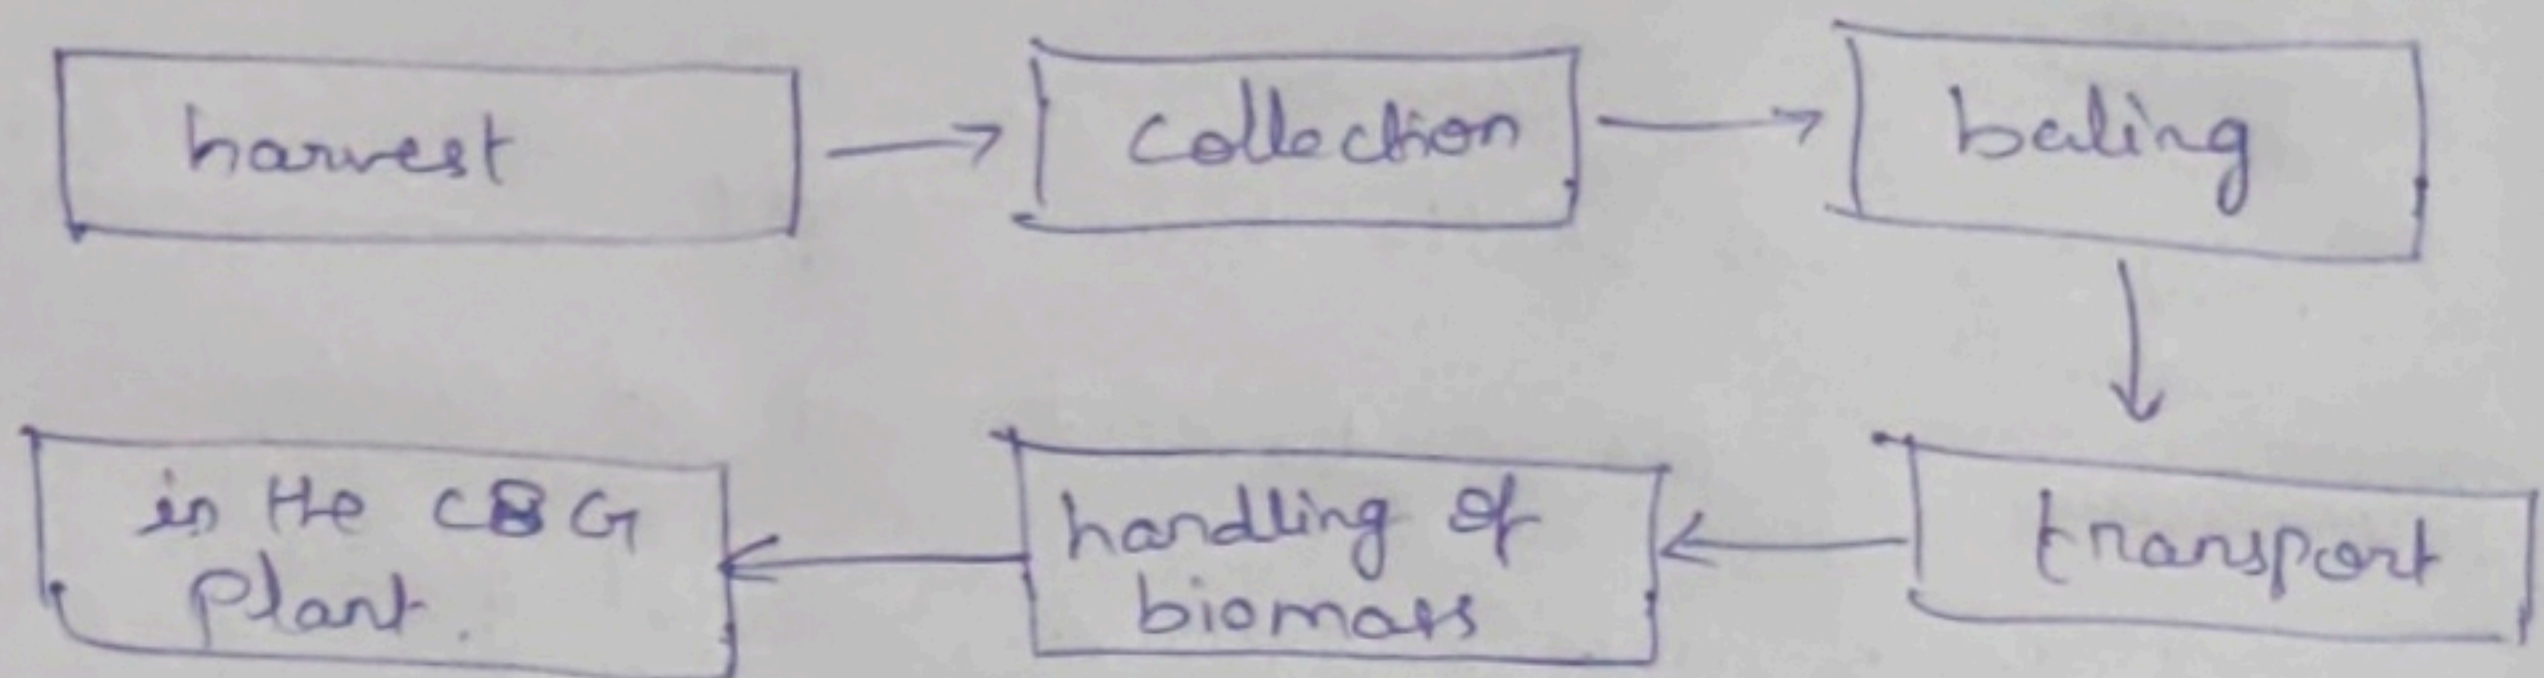 harvest
collection
baling
transport
handling of
biomass
in the CBG
plant.